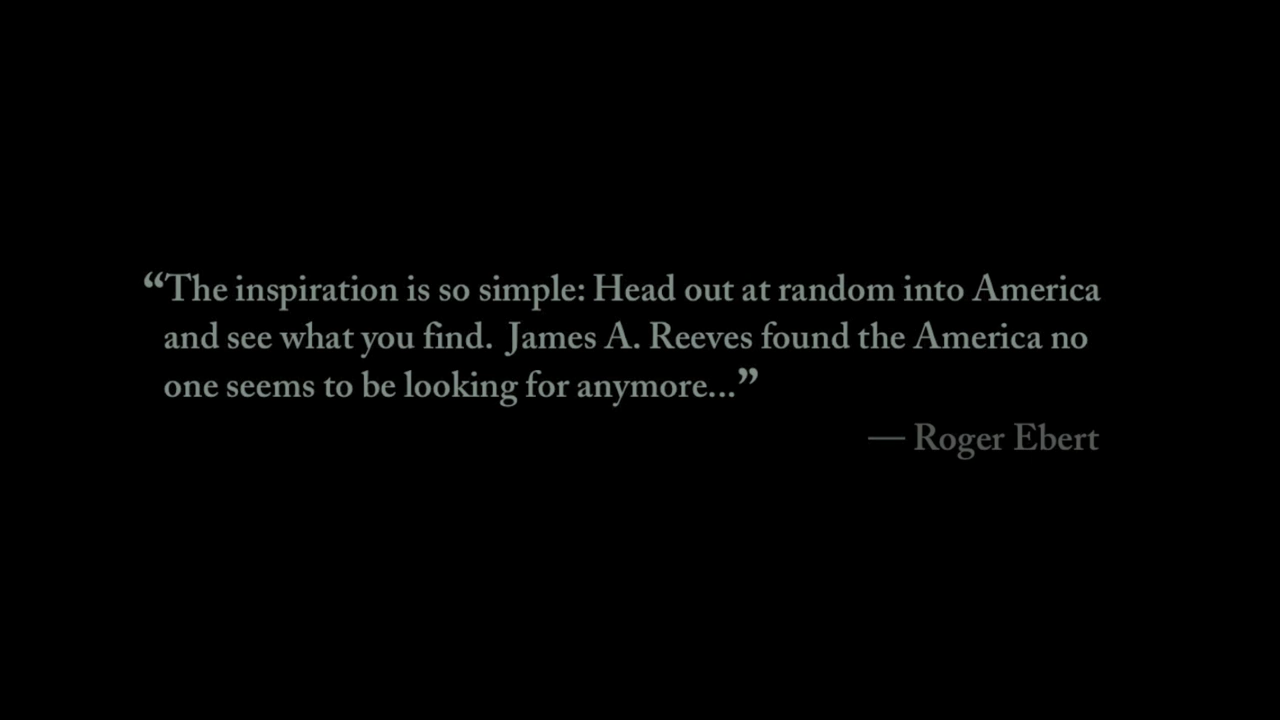 “The inspiration is so simple: Head out at random into America
and see what you find. James A. Reeves found the America no
one seems to be looking for anymore...”
— Roger Ebert